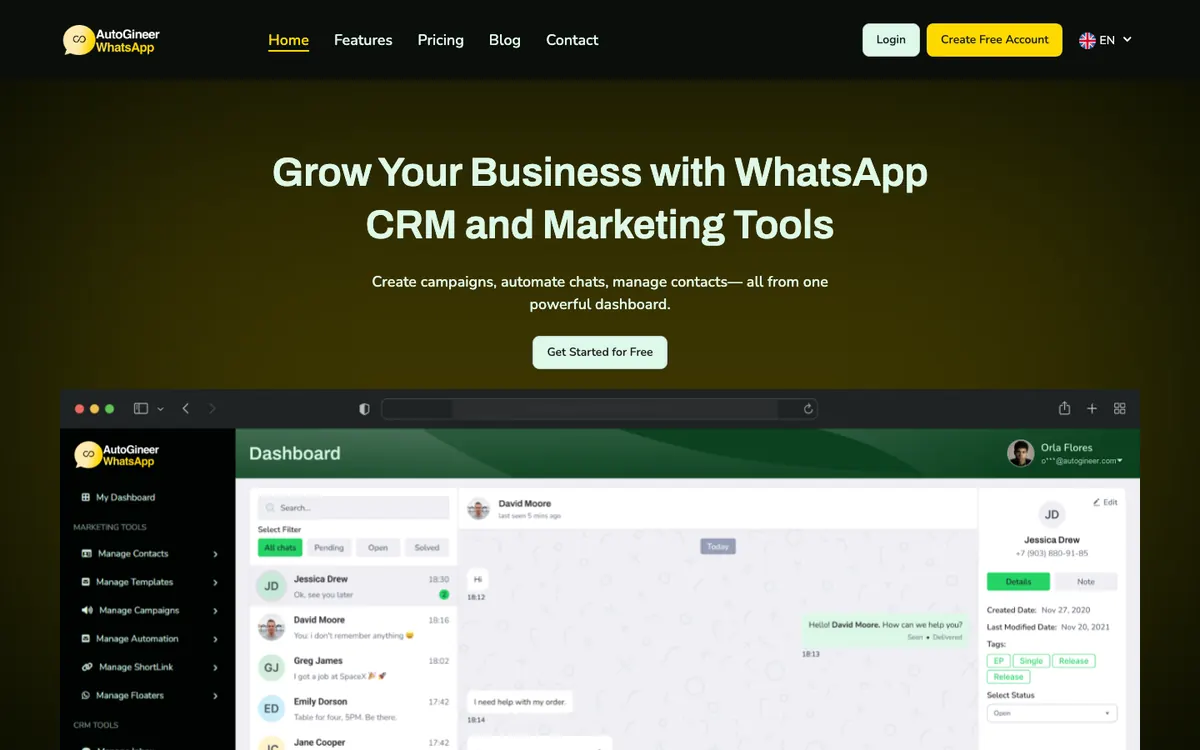 AutoGineer
WhatsApp
Home
Features
Pricing
Blog
Contact
Login
Create Free Account
EN
Grow Your Business with WhatsApp
CRM and Marketing Tools
Create campaigns, automate chats, manage contacts— all from one
powerful dashboard.
Get Started for Free
AutoGineer
WhatsApp
My Dashboard
MARKETING TOOLS
Manage Contacts
Manage Templates
Manage Campaigns
Manage Automation
Manage ShortLink
Manage Floaters
CRM TOOLS
Dashboard
Orla Flores
o***@autogineer.com
Search...
Select Filter
All chats
Pending
Open
Solved
JD
Jessica Drew
18:30
Ok, see you later
2
David Moore
18:16
You: i don't remember anything 😄
GJ
Greg James
18:02
I got a job at SpaceX 🎉 🚀
ED
Emily Dorson
17:42
Table for four, 5PM. Be there.
JC
Jane Cooper
17:42
David Moore
last seen 5 mins ago
Today
Hi
18:12
Hello! David Moore. How can we help you?
Seen • Delivered
18:13
I need help with my order.
18:14
Edit
JD
Jessica Drew
+7 (903) 880-91-85
Details
Note
Created Date: Nov 27, 2020
Last Modified Date: Nov 20, 2021
Tags:
EP
Single
Release
Release
Select Status
Open